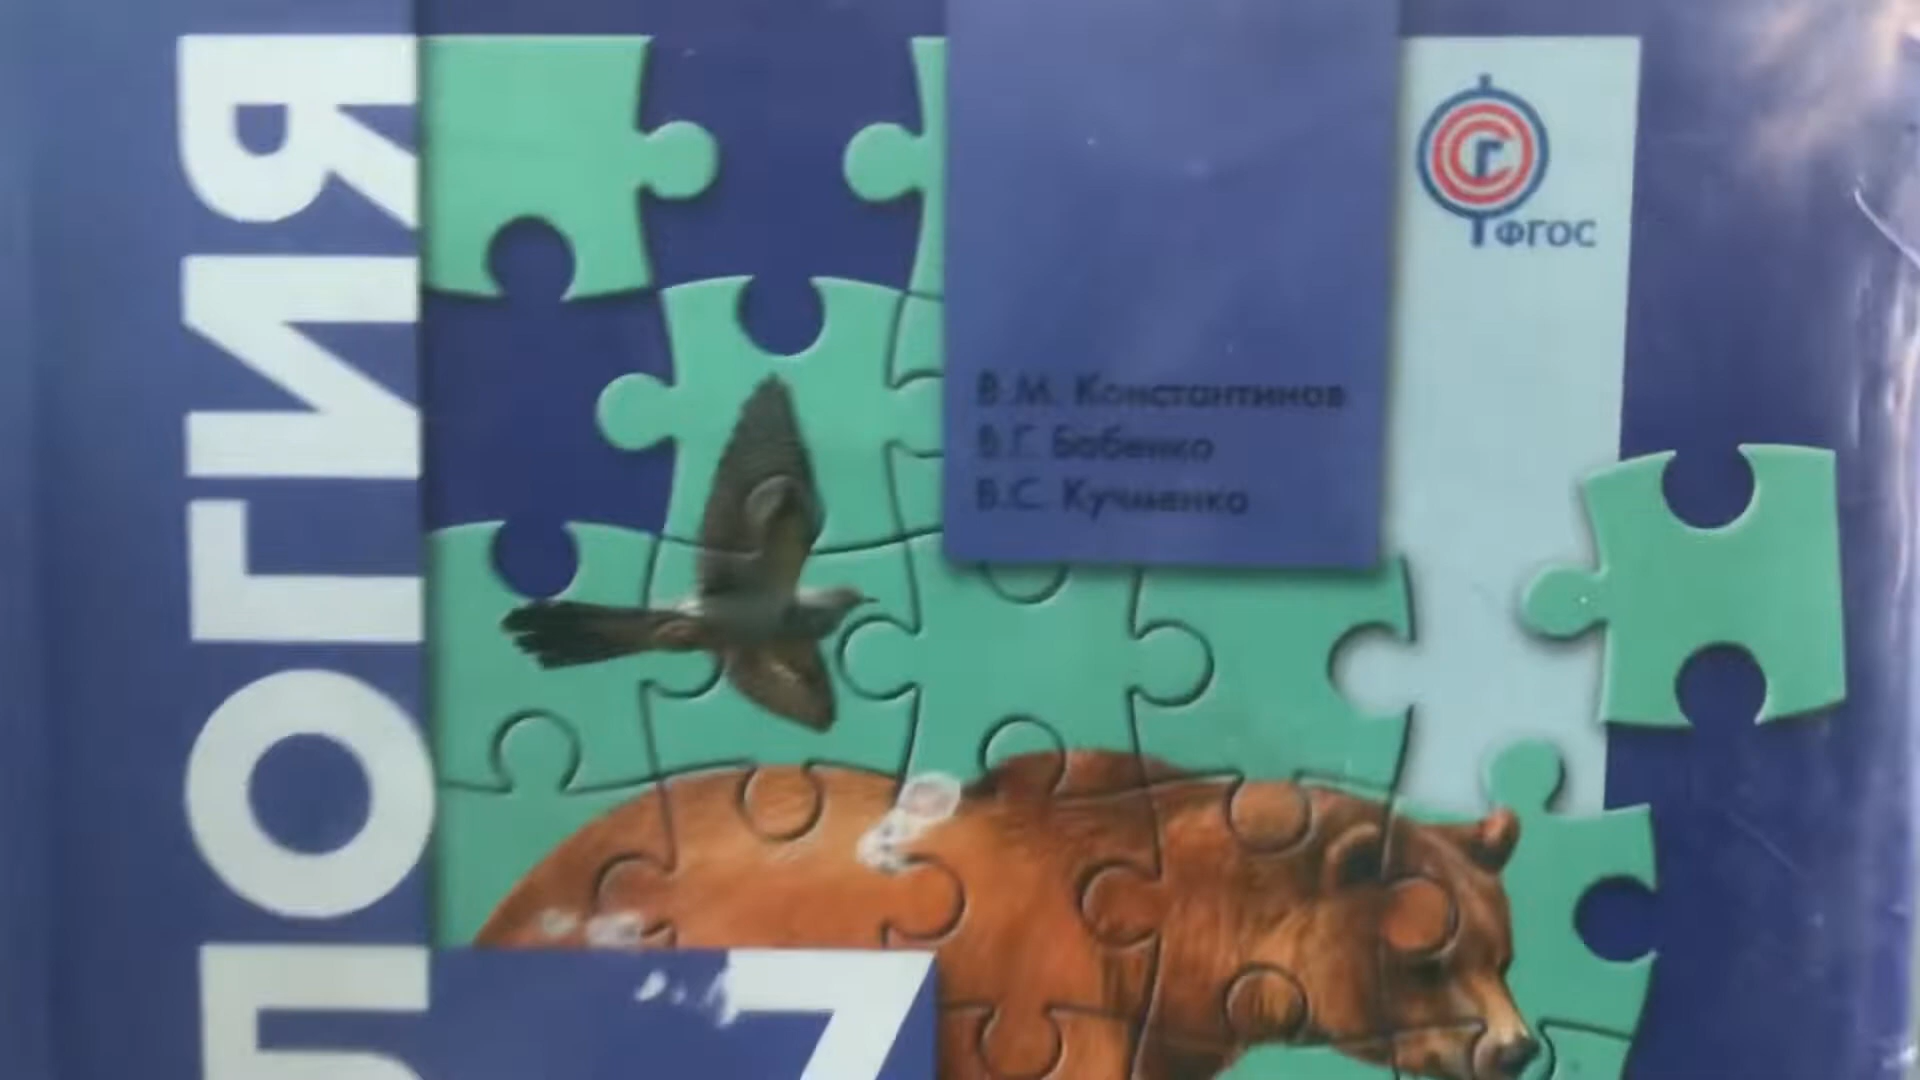 ЛОГИЯ
ФГОС
В.М. Константинов
В.Г. Бабенко
В.С. Кучменко
7